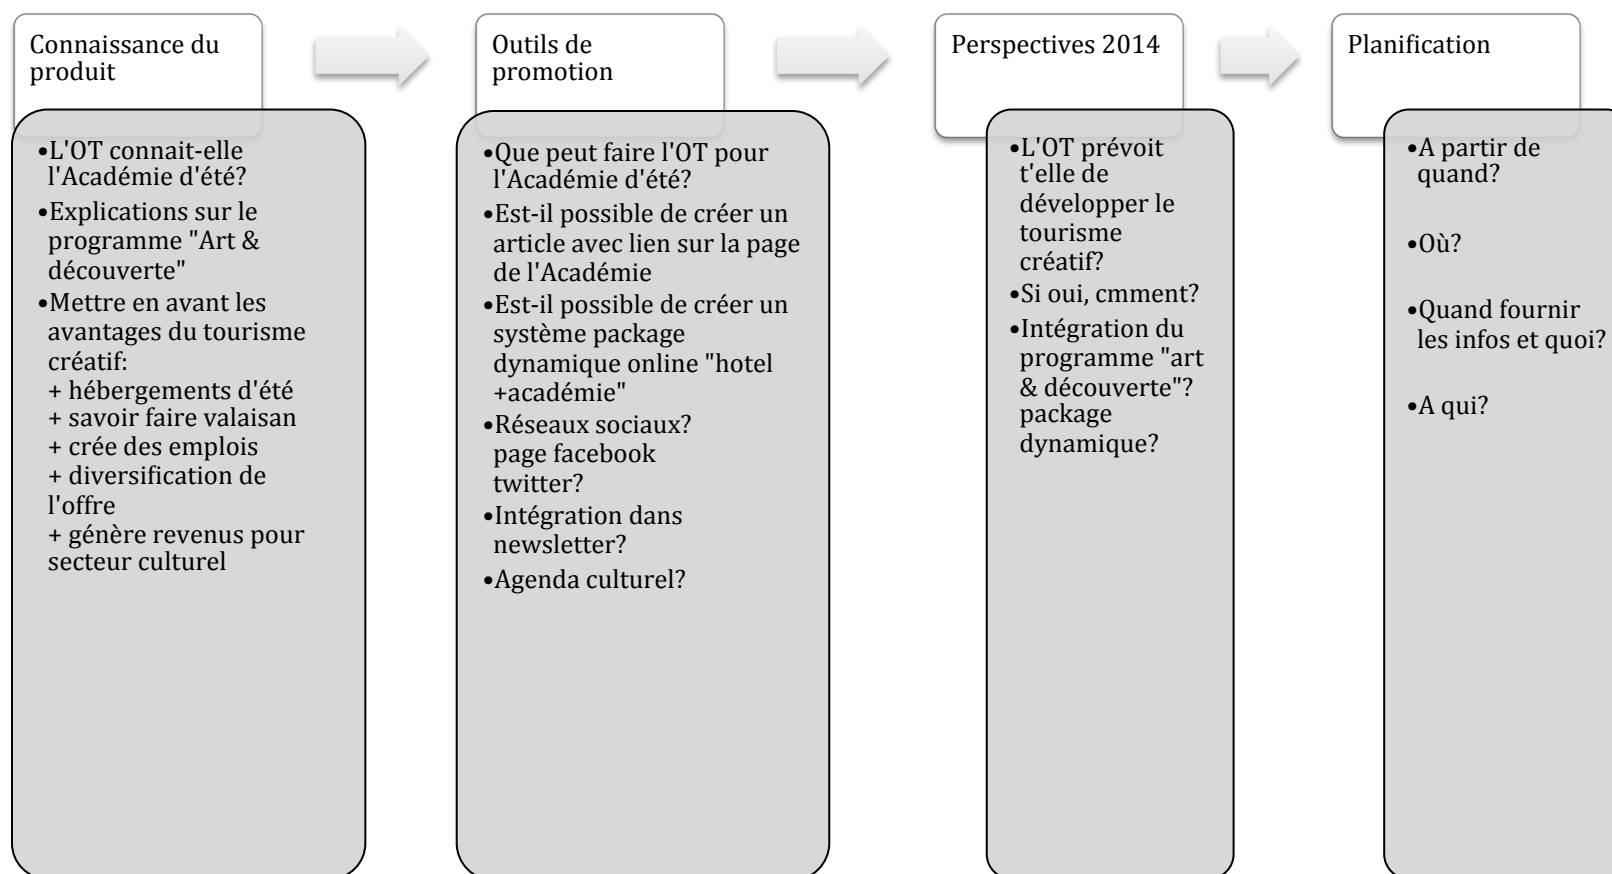 Connaissance du
produit
•L'OT connait-elle
l'Académie d'été?
•Explications sur le
programme "Art &
découverte"
•Mettre en avant les
avantages du tourisme
créatif:
+ hébergements d'été
+ savoir faire valaisan
+ crée des emplois
+ diversification de
l'offre
+ génère revenus pour
secteur culturel
Outils de
promotion
•Que peut faire l'OT pour
l'Académie d'été?
•Est-il possible de créer un
article avec lien sur la page
de l'Académie
•Est-il possible de créer un
système package
dynamique online "hotel
+académie"
•Réseaux sociaux?
page facebook
twitter?
•Intégration dans
newsletter?
•Agenda culturel?
Perspectives 2014
•L'OT prévoit
t'elle de
développer le
tourisme
créatif?
•Si oui, cmment?
•Intégration du
programme "art
& découverte"?
package
dynamique?
Planification
•A partir de
quand?
•Où?
•Quand fournir
les infos et quoi?
•A qui?